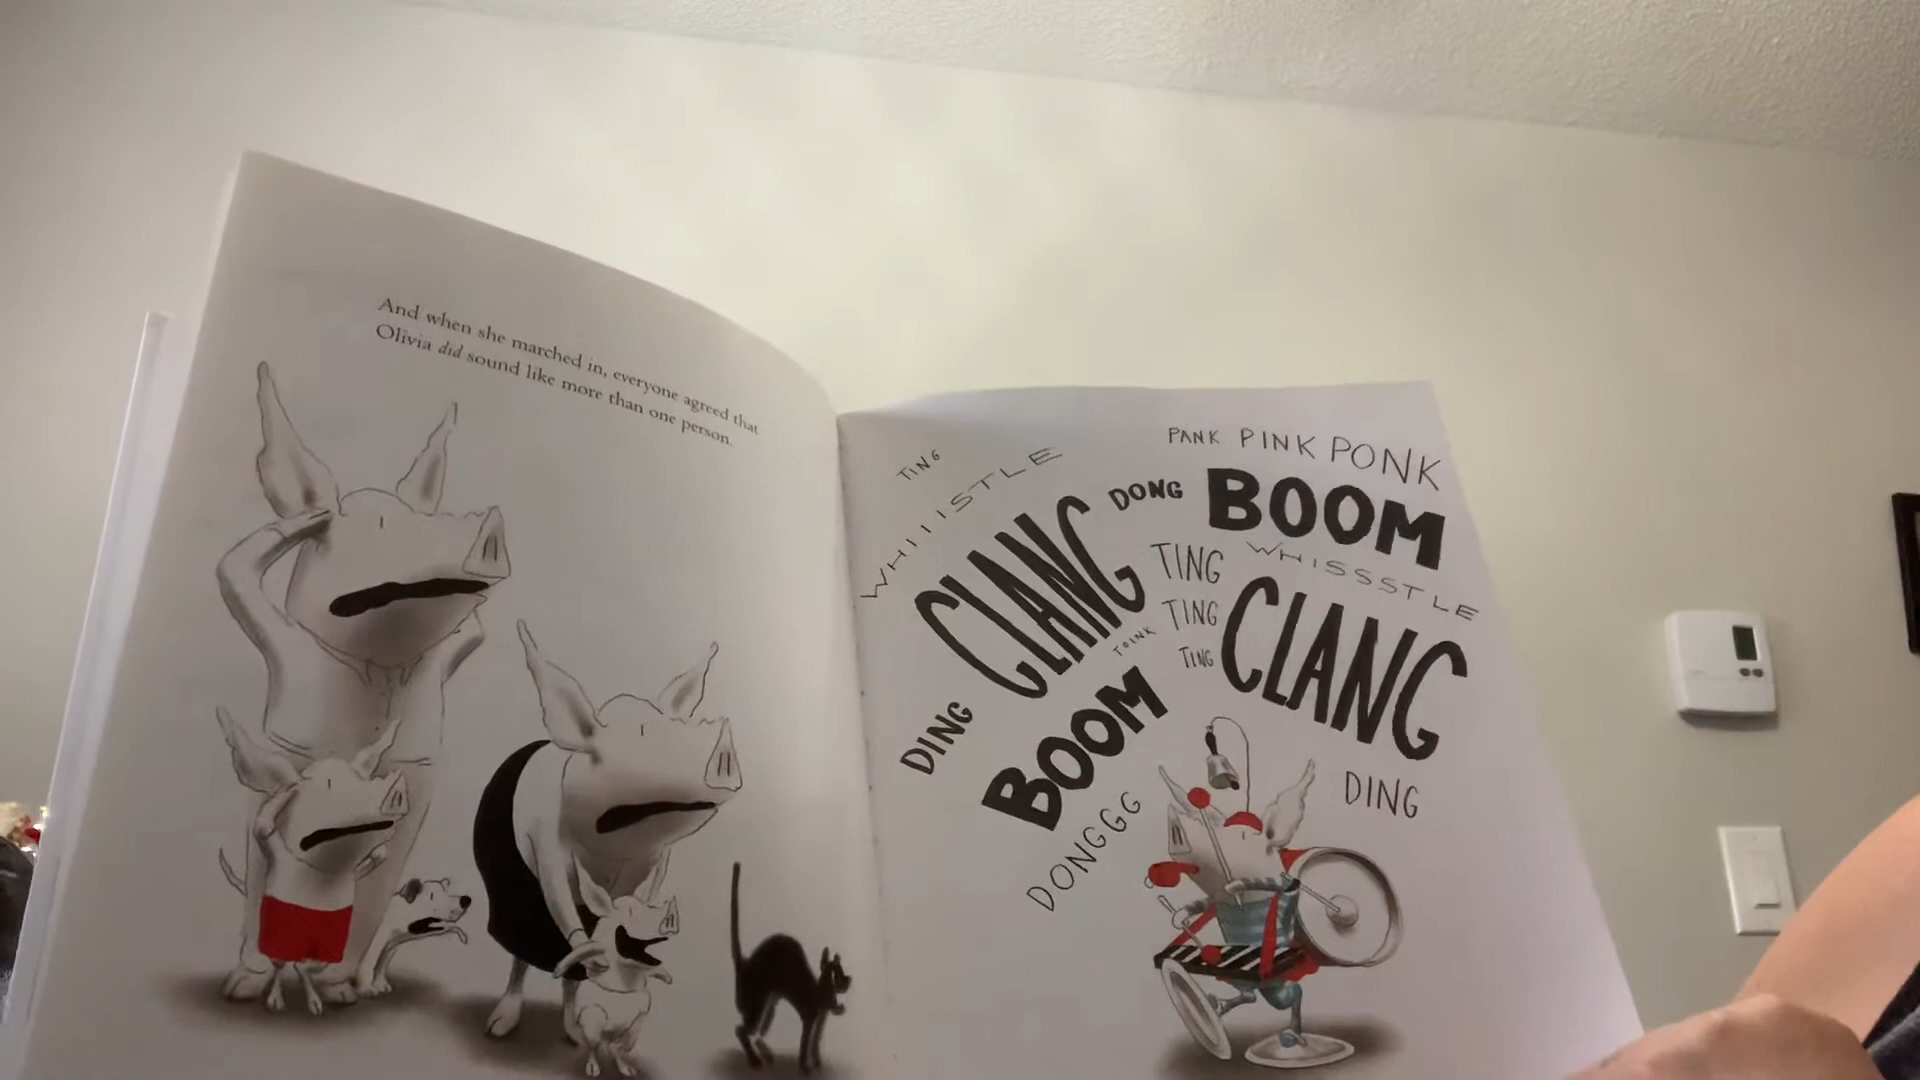 And when she marched in, everyone agreed that
Olivia did sound like more than one person.
TING
WHIIISTLE
CLANG
DONG
PANK PINK PONK
BOOM
WHISSSTLE
TING
TING
TING
TOINK
CLANG
DING
BOOM
DONGGG
DING